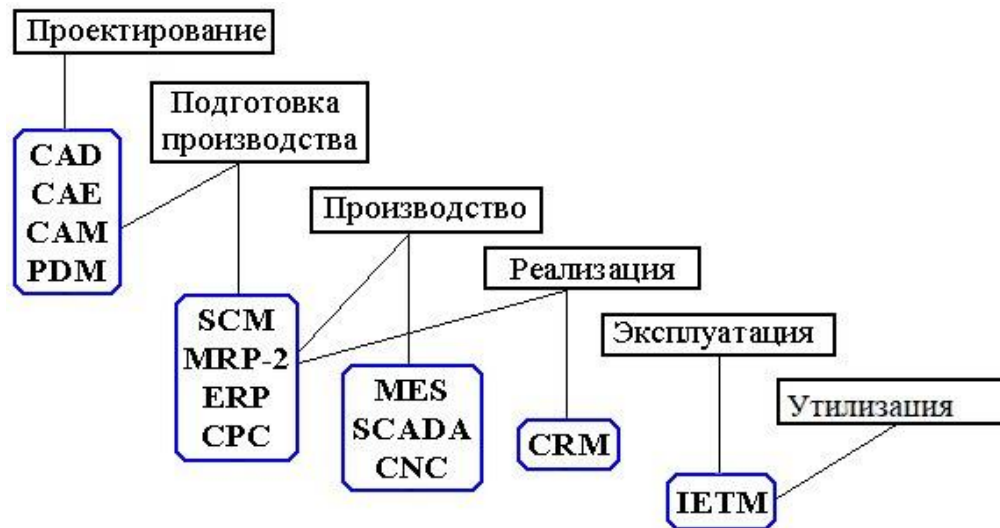 Проектирование
Подготовка
производства
CAD
CAE
CAM
PDM
Производство
Реализация
SCM
MRP-2
ERP
CPC
Эксплуатация
MES
SCADA
CNC
CRM
Утилизация
IETM